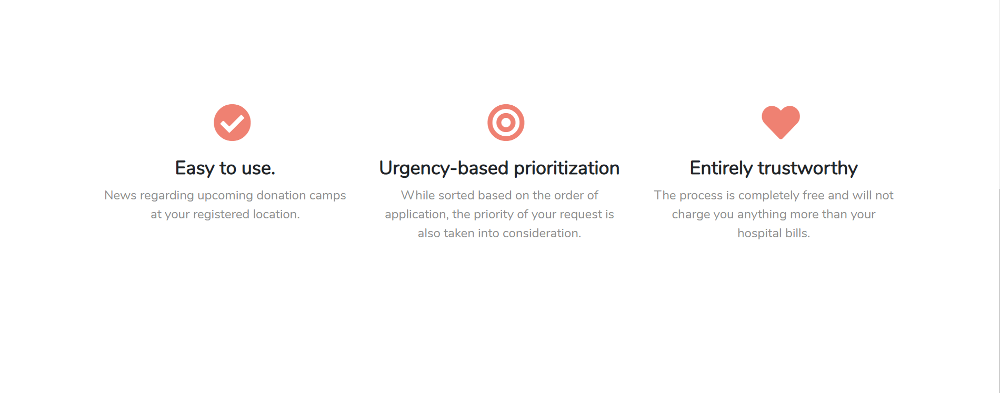 Easy to use.
News regarding upcoming donation camps
at your registered location.
Urgency-based prioritization
While sorted based on the order of
application, the priority of your request is
also taken into consideration.
Entirely trustworthy
The process is completely free and will not
charge you anything more than your
hospital bills.